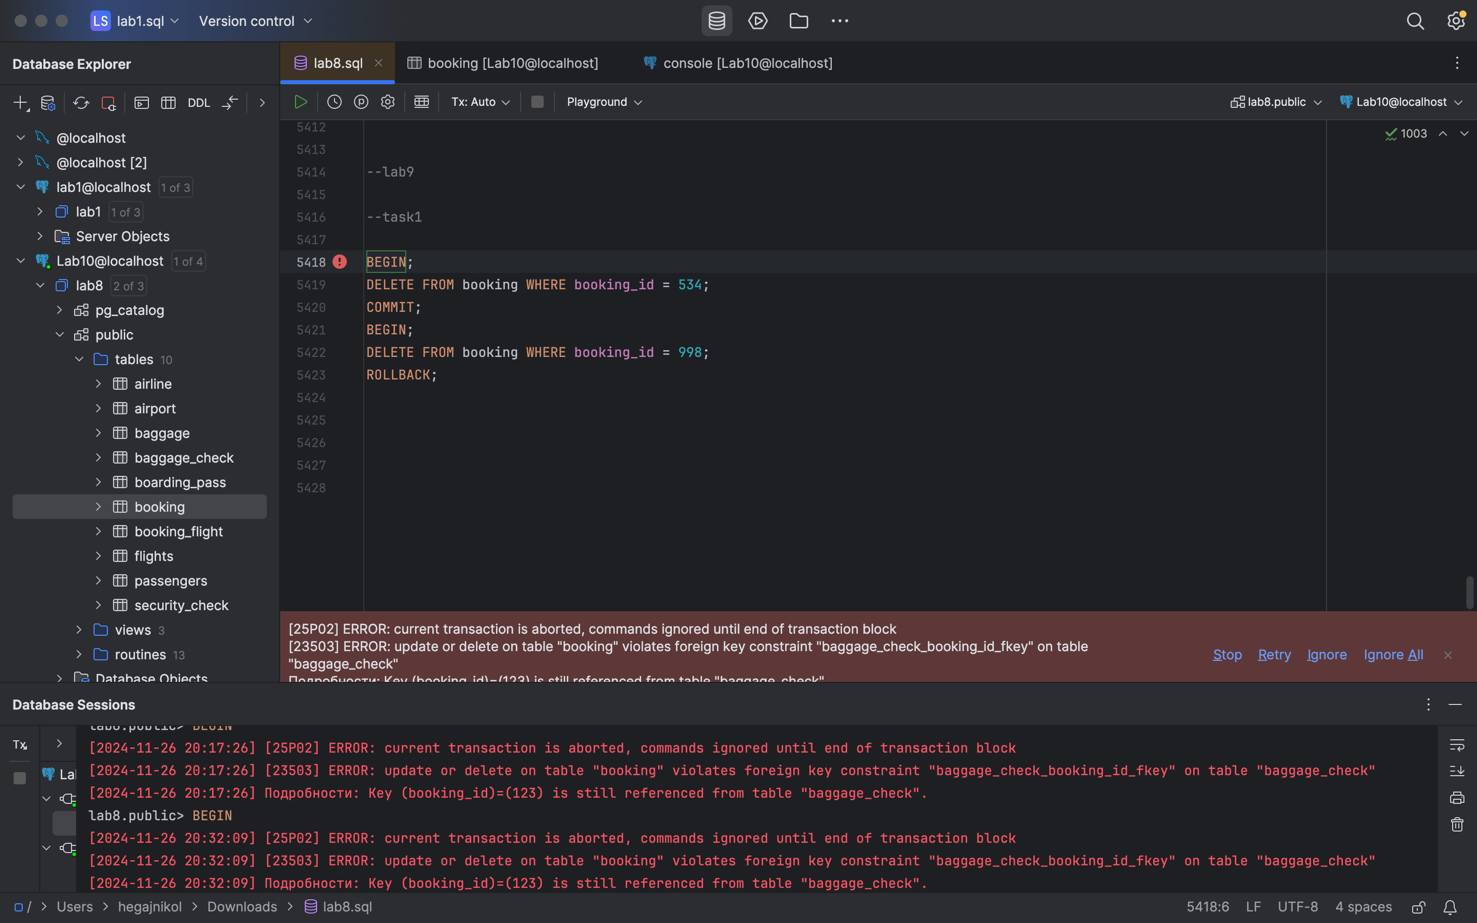 LS lab1.sql
Version control
Database Explorer
lab8.sql
booking [Lab10@localhost]
console [Lab10@localhost]
DDL
Tx: Auto
Playground
lab8.public
Lab10@localhost
1003
@localhost
@localhost [2]
lab1@localhost 1 of 3
lab1 1 of 3
Server Objects
Lab10@localhost 1 of 4
lab8 2 of 3
pg_catalog
public
tables 10
airline
airport
baggage
baggage_check
boarding_pass
booking
booking_flight
flights
passengers
security_check
views 3
routines 13
Database Objects
5412
5413
5414 --lab9
5415
5416 --task1
5417
5418 BEGIN;
5419 DELETE FROM booking WHERE booking_id = 534;
5420 COMMIT;
5421 BEGIN;
5422 DELETE FROM booking WHERE booking_id = 998;
5423 ROLLBACK;
5424
5425
5426
5427
5428
[25P02] ERROR: current transaction is aborted, commands ignored until end of transaction block
[23503] ERROR: update or delete on table "booking" violates foreign key constraint "baggage_check_booking_id_fkey" on table
"baggage_check"
Подробности: Key (booking_id)=(123) is still referenced from table "baggage_check".
Stop Retry Ignore Ignore All
Database Sessions
Tx
La
lab8.public> BEGIN
[2024-11-26 20:17:26] [25P02] ERROR: current transaction is aborted, commands ignored until end of transaction block
[2024-11-26 20:17:26] [23503] ERROR: update or delete on table "booking" violates foreign key constraint "baggage_check_booking_id_fkey" on table "baggage_check"
[2024-11-26 20:17:26] Подробности: Key (booking_id)=(123) is still referenced from table "baggage_check".
lab8.public> BEGIN
[2024-11-26 20:32:09] [25P02] ERROR: current transaction is aborted, commands ignored until end of transaction block
[2024-11-26 20:32:09] [23503] ERROR: update or delete on table "booking" violates foreign key constraint "baggage_check_booking_id_fkey" on table "baggage_check"
[2024-11-26 20:32:09] Подробности: Key (booking_id)=(123) is still referenced from table "baggage_check".
/ > Users > hegajnikol > Downloads > lab8.sql
5418:6 LF UTF-8 4 spaces